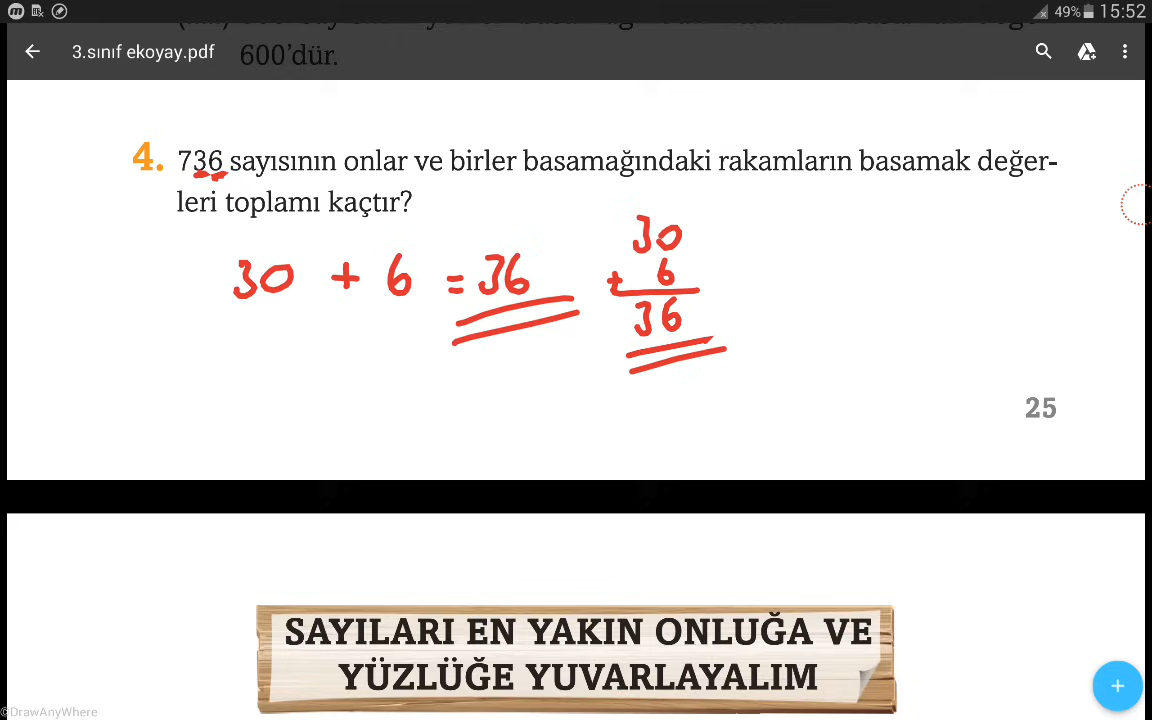 49% 15:52
3.sınıf ekoyay.pdf
600’dür.
4. 736 sayısının onlar ve birler basamağındaki rakamların basamak değer-
leri toplamı kaçtır?
30 + 6 = 36
30
+ 6
36
25
SAYILARI EN YAKIN ONLUĞA VE
YÜZLÜĞE YUVARLAYALIM
©DrawAnyWhere